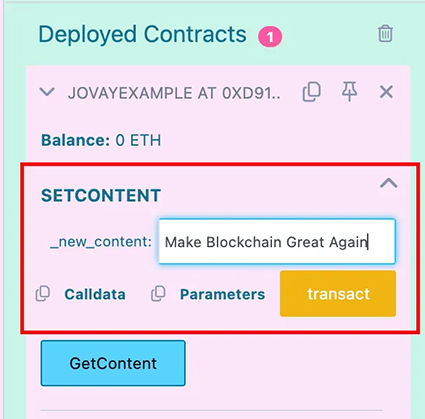 Deployed Contracts 1
JOVAYEXAMPLE AT 0XD91..
Balance: 0 ETH
SETCONTENT
_new_content: Make Blockchain Great Again
Calldata Parameters transact
GetContent